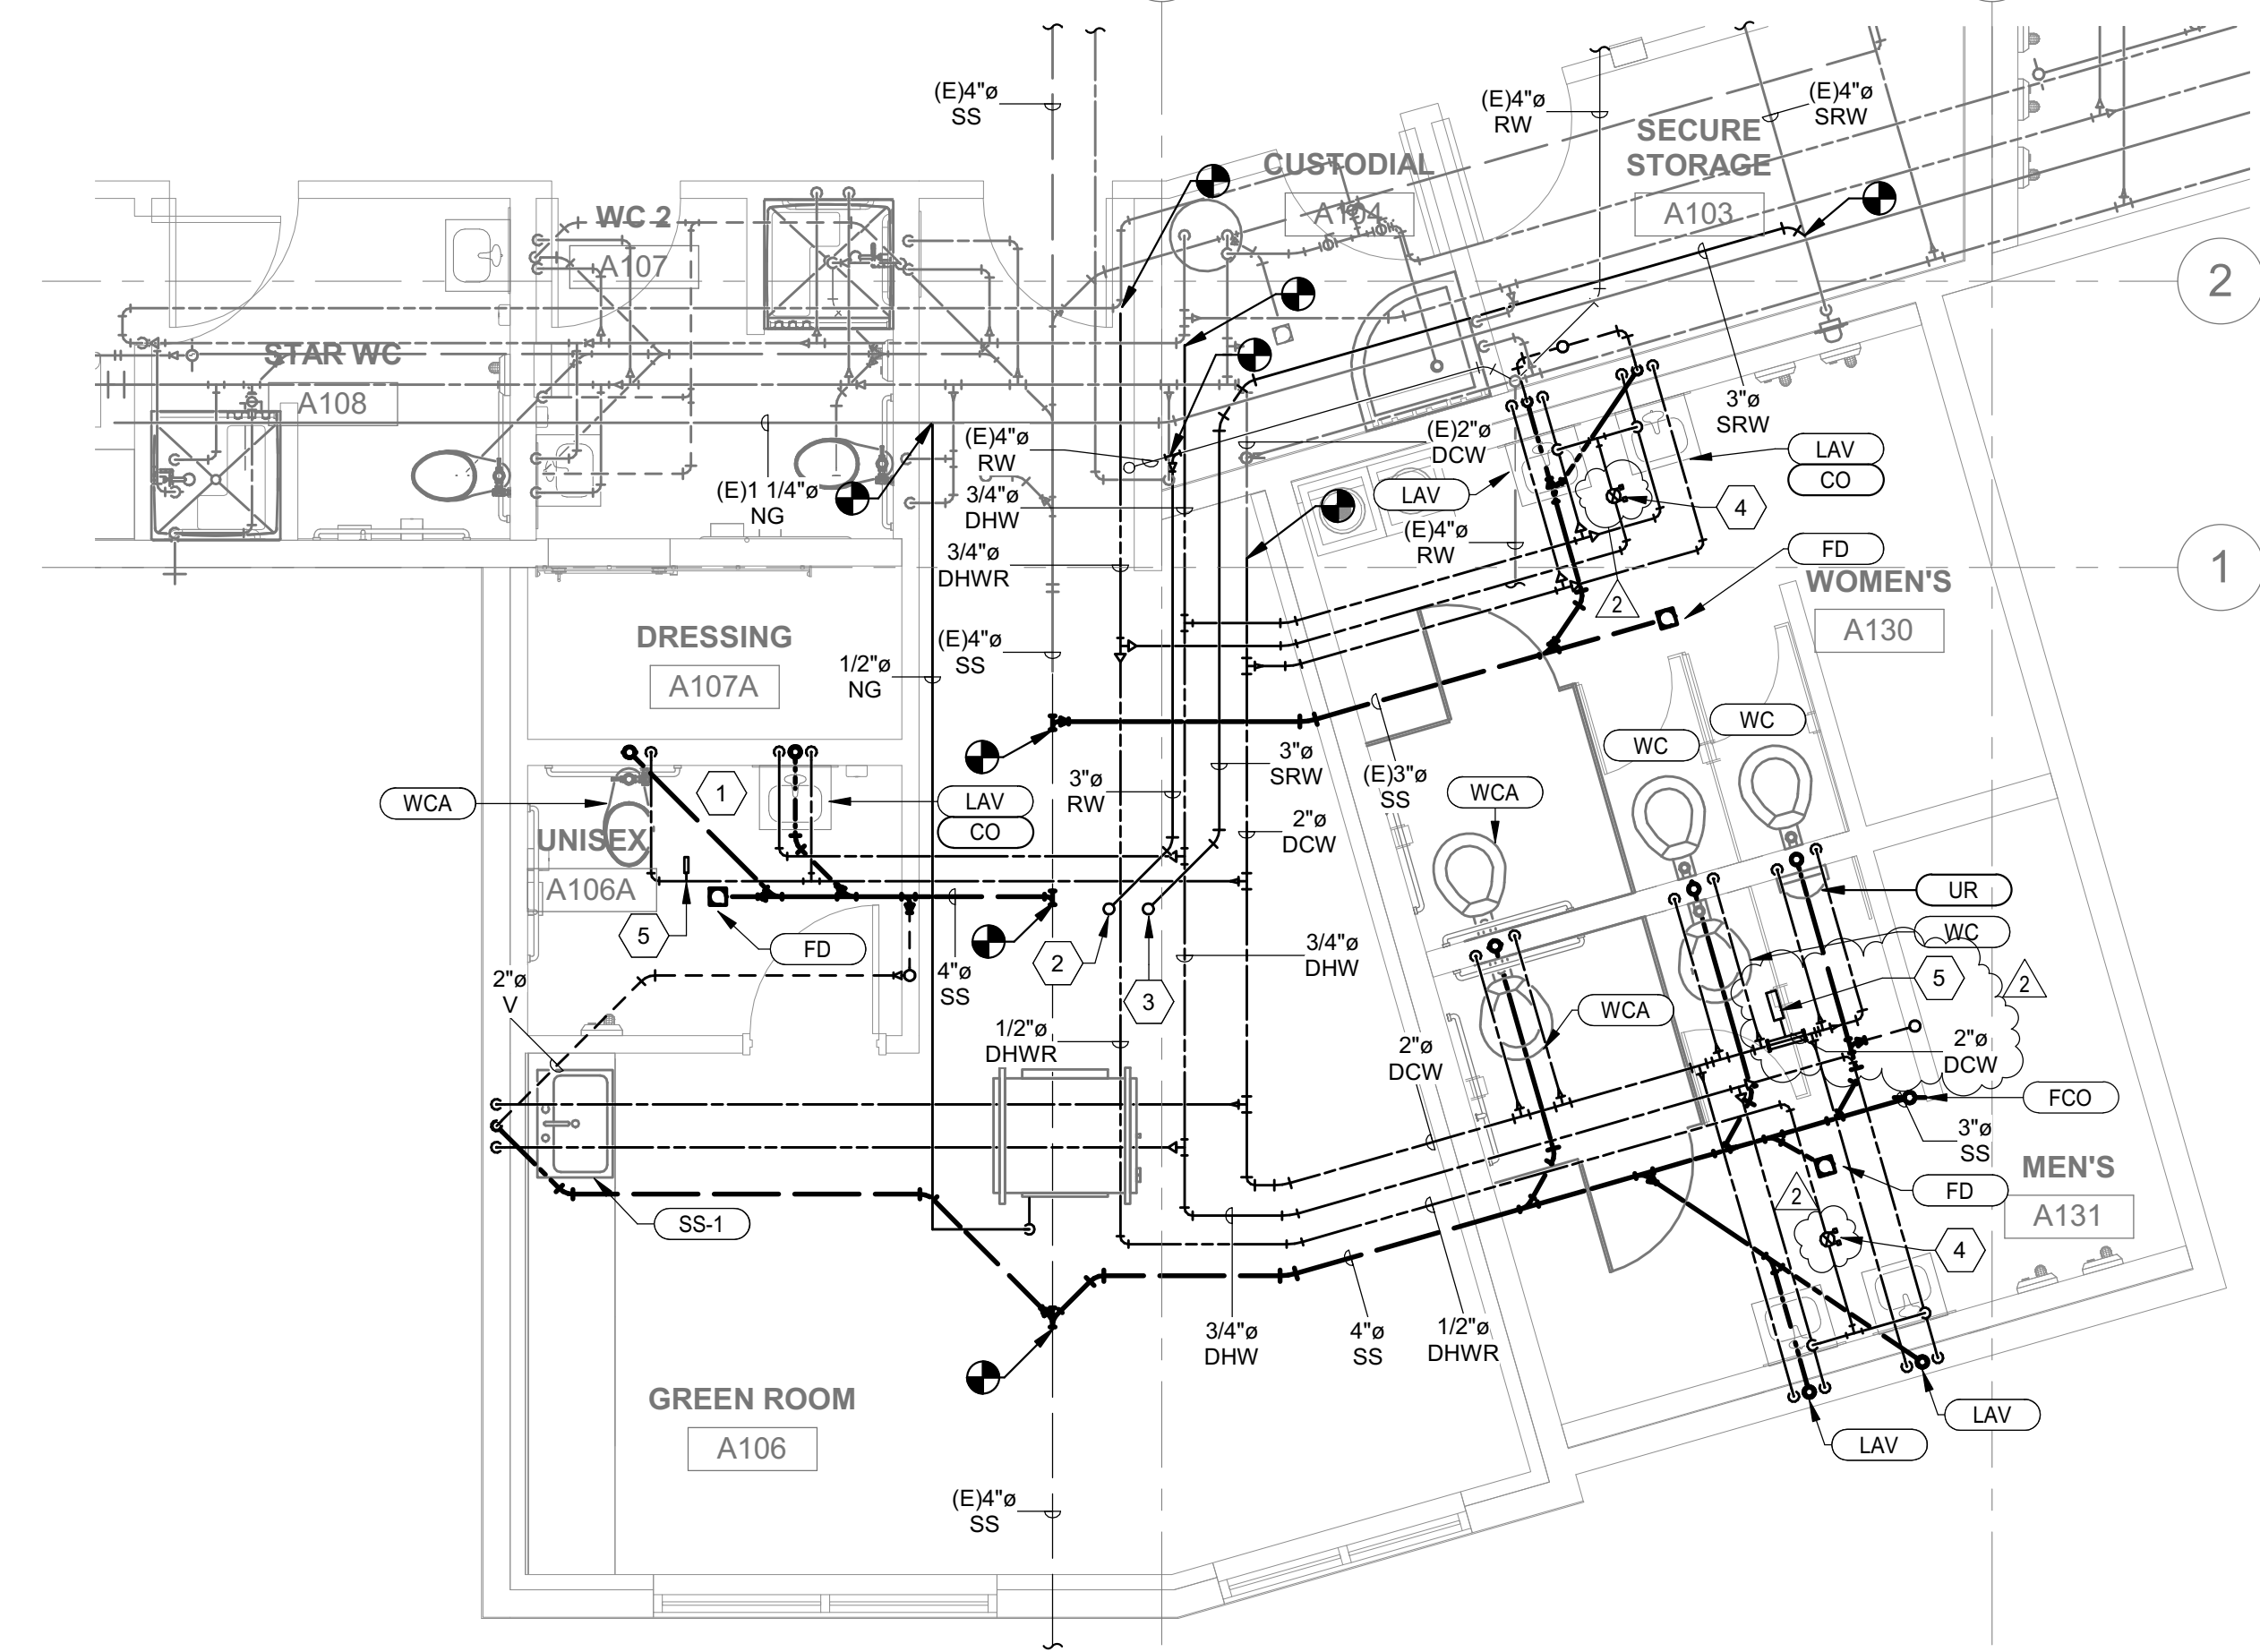 (E)4"ø
SS
(E)4"ø
RW
(E)4"ø
SRW
SECURE
STORAGE
A103
CUSTODIAL
A104
WC 2
A107
2
STAR WC
A108
(E)4"ø
RW
(E)2"ø
DCW
3"ø
SRW
LAV
CO
(E)1 1/4"ø
NG
3/4"ø
DHW
LAV
4
(E)4"ø
RW
3/4"ø
DHWR
FD
1
WOMEN'S
A130
2
DRESSING
A107A
(E)4"ø
SS
1/2"ø
NG
WC
WC
3"ø
SRW
3"ø
RW
(E)3"ø
SS
WCA
WCA
1
LAV
CO
2"ø
DCW
UNISEX
A106A
UR
WC
5
FD
4"ø
SS
2
3
3/4"ø
DHW
5
2
2"ø
V
WCA
1/2"ø
DHWR
2"ø
DCW
2"ø
DCW
FCO
3"ø
SS
MEN'S
A131
FD
2
SS-1
4
3/4"ø
DHW
4"ø
SS
1/2"ø
DHWR
GREEN ROOM
A106
LAV
LAV
(E)4"ø
SS